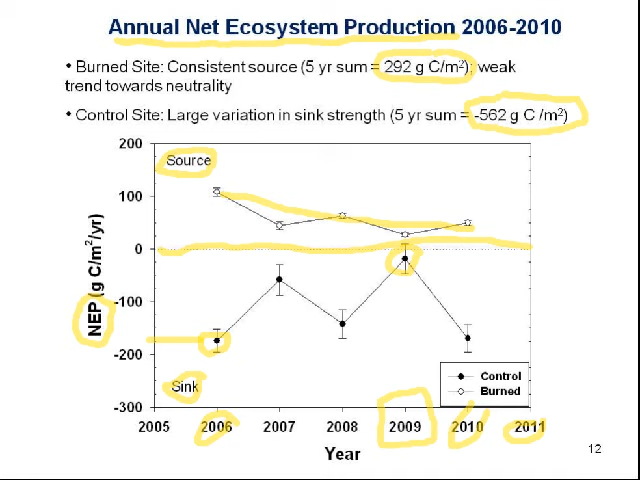 Annual Net Ecosystem Production 2006-2010
• Burned Site: Consistent source (5 yr sum = 292 g C/m²); weak
trend towards neutrality
• Control Site: Large variation in sink strength (5 yr sum = -562 g C /m²)
200
Source
100
0
-100
-200
Sink
-300
NEP (g C/m²/yr)
Control
Burned
2005 2006 2007 2008 2009 2010 2011
Year
12